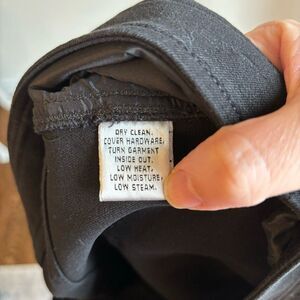 DRY CLEAN.
COVER HARDWARE,
TURN GARMENT
INSIDE OUT.
LOW HEAT,
LOW MOISTURE,
LOW STEAM.